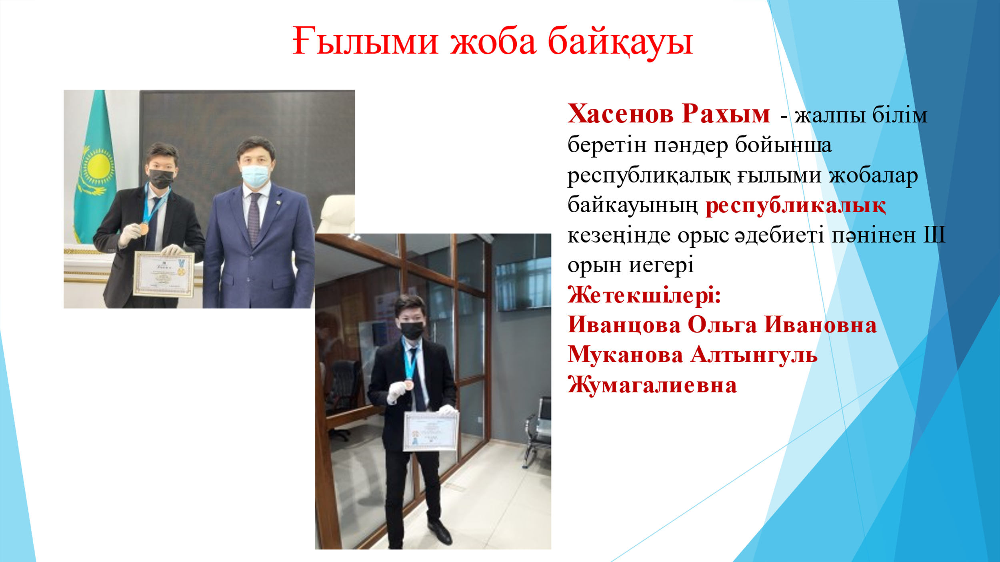 Ғылыми жоба байқауы
Хасенов Рахым - жалпы білім
беретін пәндер бойынша
республиқалық ғылыми жобалар
байкауының республикалық
кезеңінде орыс әдебиеті пәнінен ІІІ
орын иегері
Жетекшілері:
Иванцова Ольга Ивановна
Муканова Алтынгуль
Жумагалиевна